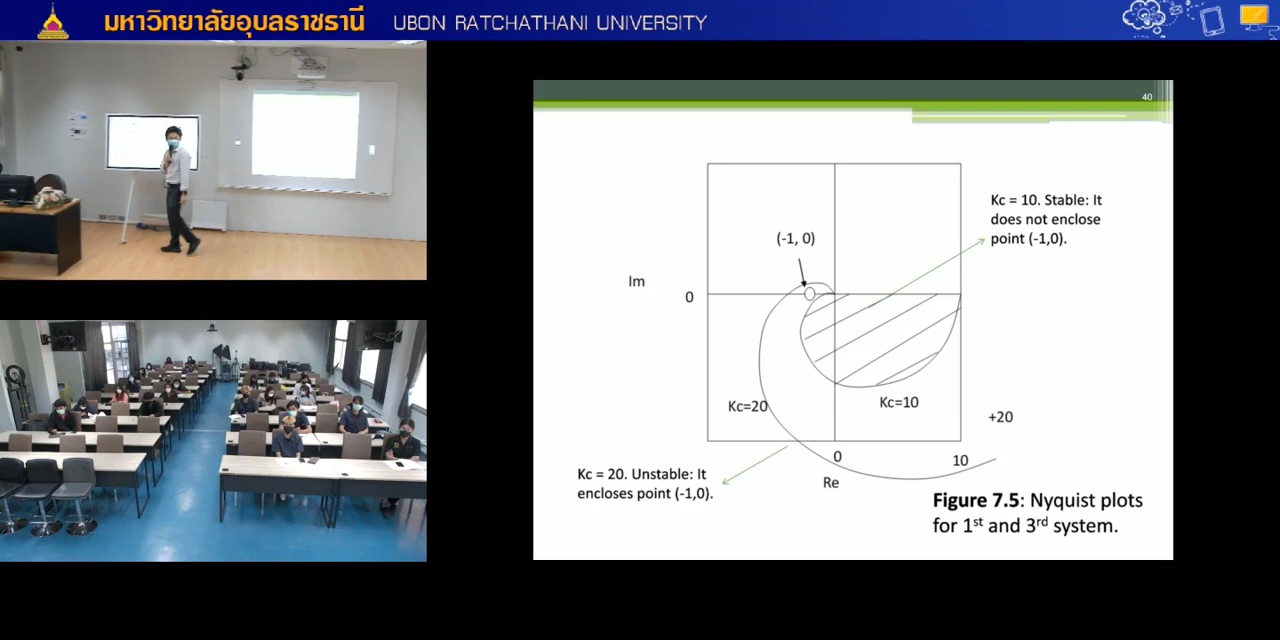 มหาวิทยาลัยอุบลราชธานี UBON RATCHATHANI UNIVERSITY
40
Kc = 10. Stable: It
does not enclose
point (-1,0).
(-1, 0)
Im
0
Kc=20
Kc=10
+20
0
10
Re
Kc = 20. Unstable: It
encloses point (-1,0).
Figure 7.5: Nyquist plots
for 1st and 3rd system.